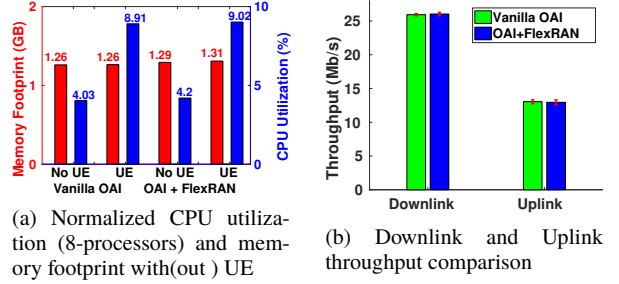 Memory Footprint (GB)
2
1
0
1.26
4.03
1.26
8.91
1.29
4.2
1.31
9.02
10
5
0
CPU Utilization (%)
No UE UE No UE UE
Vanilla OAI OAI + FlexRAN
(a) Normalized CPU utiliza-
tion (8-processors) and mem-
ory footprint with(out ) UE
Throughput (Mb/s)
25
20
15
10
5
0
Vanilla OAI
OAI+FlexRAN
Downlink Uplink
(b) Downlink and Uplink
throughput comparison